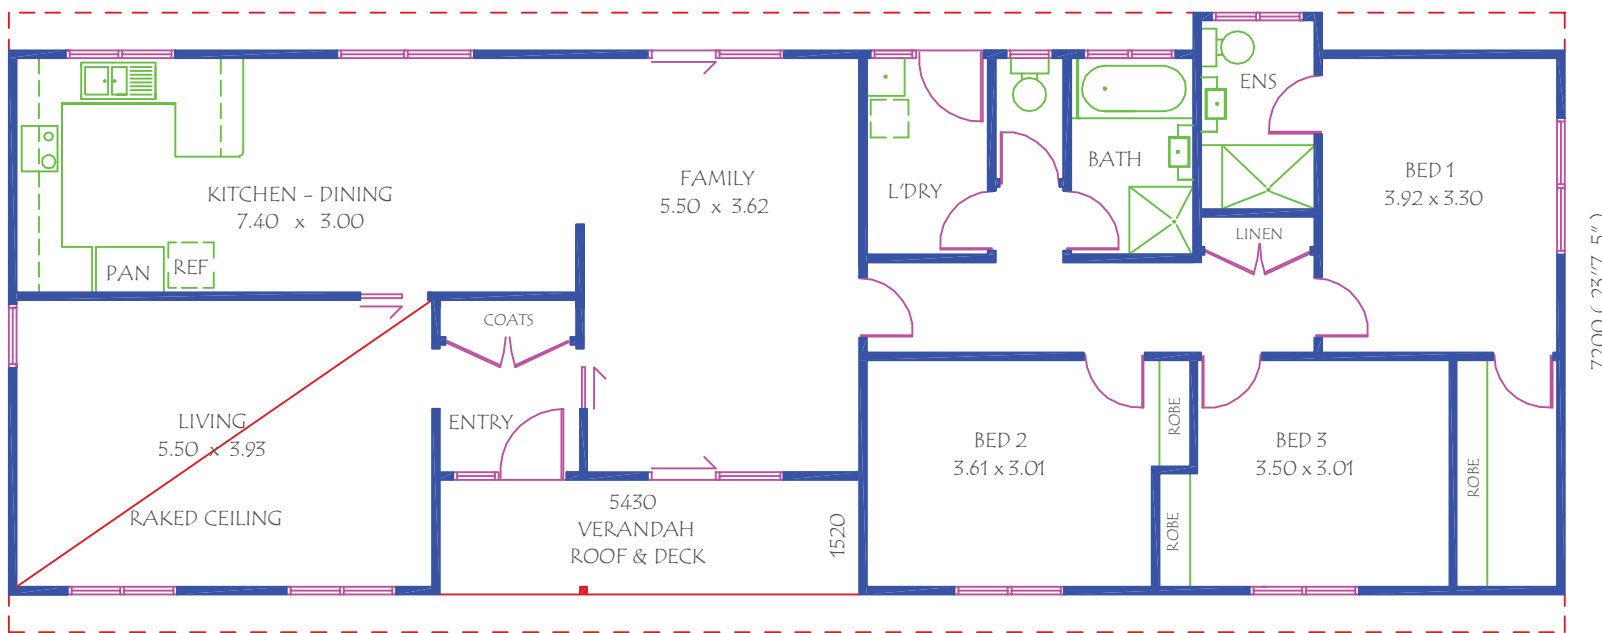 KITCHEN - DINING
7.40 x 3.00
PAN
REF
FAMILY
5.50 x 3.62
L'DRY
BATH
ENS
LINEN
BED 1
3.92 x 3.30
COATS
ENTRY
LIVING
5.50 x 3.93
RAKED CEILING
5430
VERANDAH
ROOF & DECK
1520
BED 2
3.61 x 3.01
ROBE
ROBE
BED 3
3.50 x 3.01
ROBE